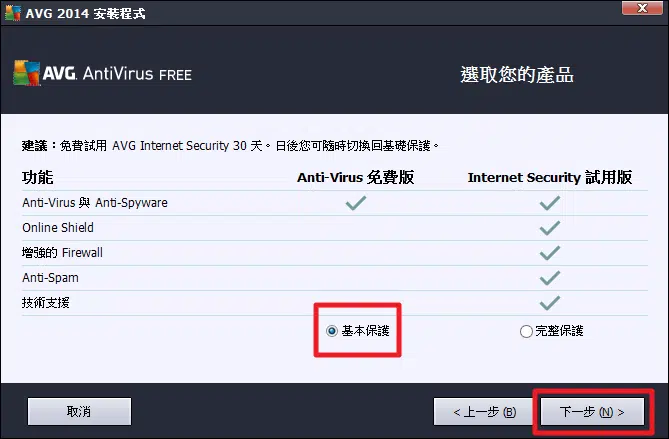 AVG 2014 安裝程式
AVG. AntiVirus FREE
選取您的產品
建議：免費試用 AVG Internet Security 30 天。日後您可隨時切換回基礎保護。
功能 Anti-Virus 免費版 Internet Security 試用版
Anti-Virus 與 Anti-Spyware
Online Shield
增強的 Firewall
Anti-Spam
技術支援
基本保護 完整保護
取消 < 上一步 (B) 下一步 (N) >